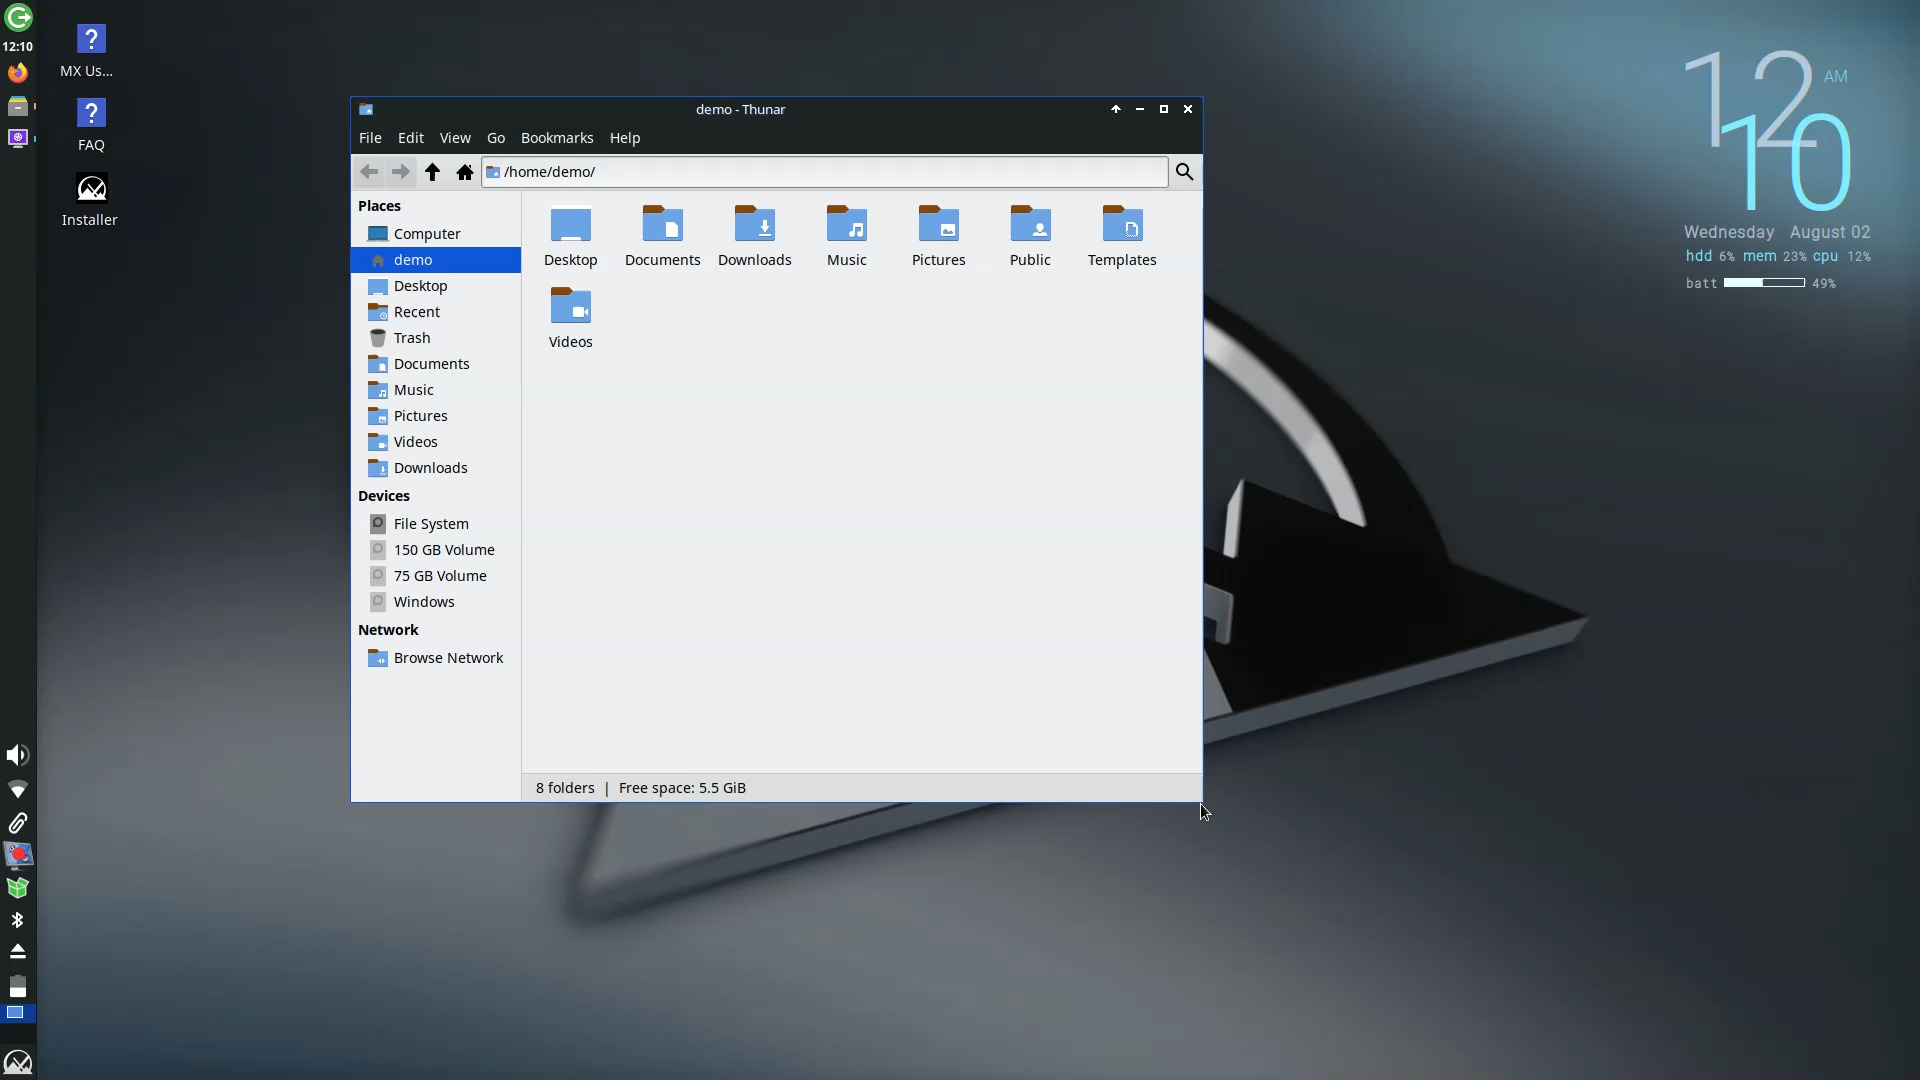 12:10
MX Us...
FAQ
Installer
demo - Thunar
File Edit View Go Bookmarks Help
/home/demo/
Places
Computer
demo
Desktop
Recent
Trash
Documents
Music
Pictures
Videos
Downloads
Devices
File System
150 GB Volume
75 GB Volume
Windows
Network
Browse Network
Desktop Documents Downloads Music Pictures Public Templates
Videos
8 folders | Free space: 5.5 GiB
12 AM
10
Wednesday August 02
hdd 6% mem 23% cpu 12%
batt 49%